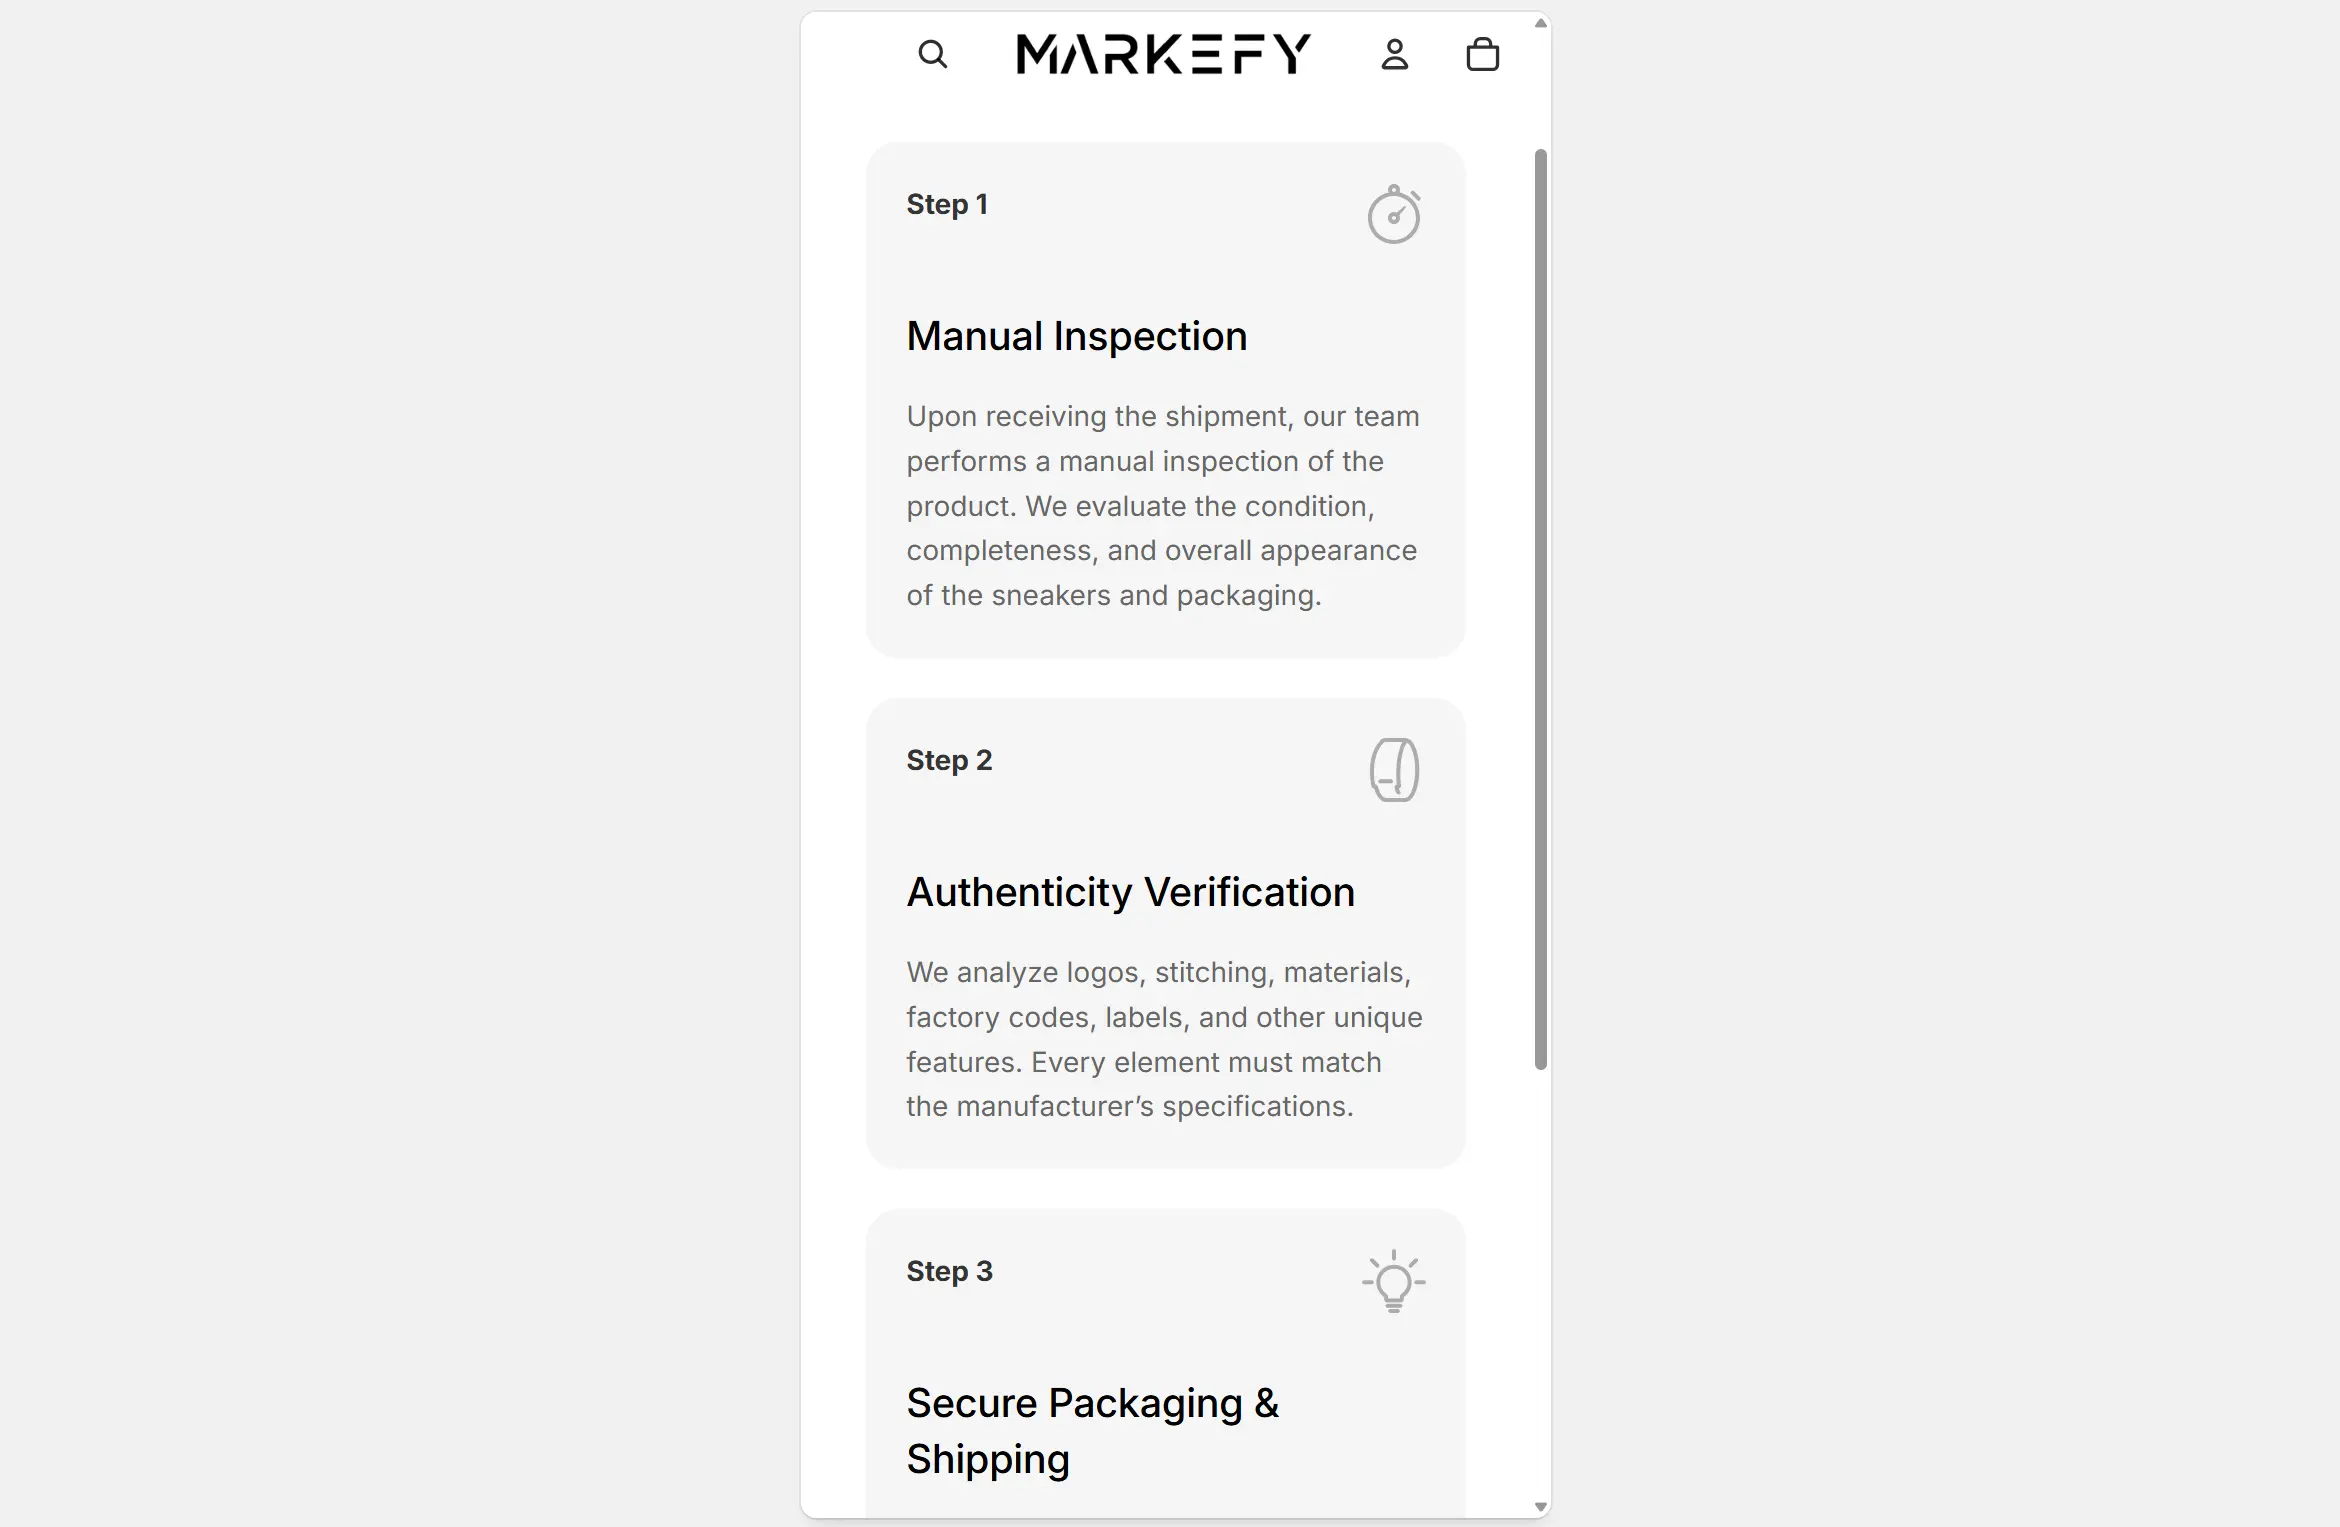 MARKEFY
Step 1
Manual Inspection
Upon receiving the shipment, our team
performs a manual inspection of the
product. We evaluate the condition,
completeness, and overall appearance
of the sneakers and packaging.
Step 2
Authenticity Verification
We analyze logos, stitching, materials,
factory codes, labels, and other unique
features. Every element must match
the manufacturer’s specifications.
Step 3
Secure Packaging &
Shipping